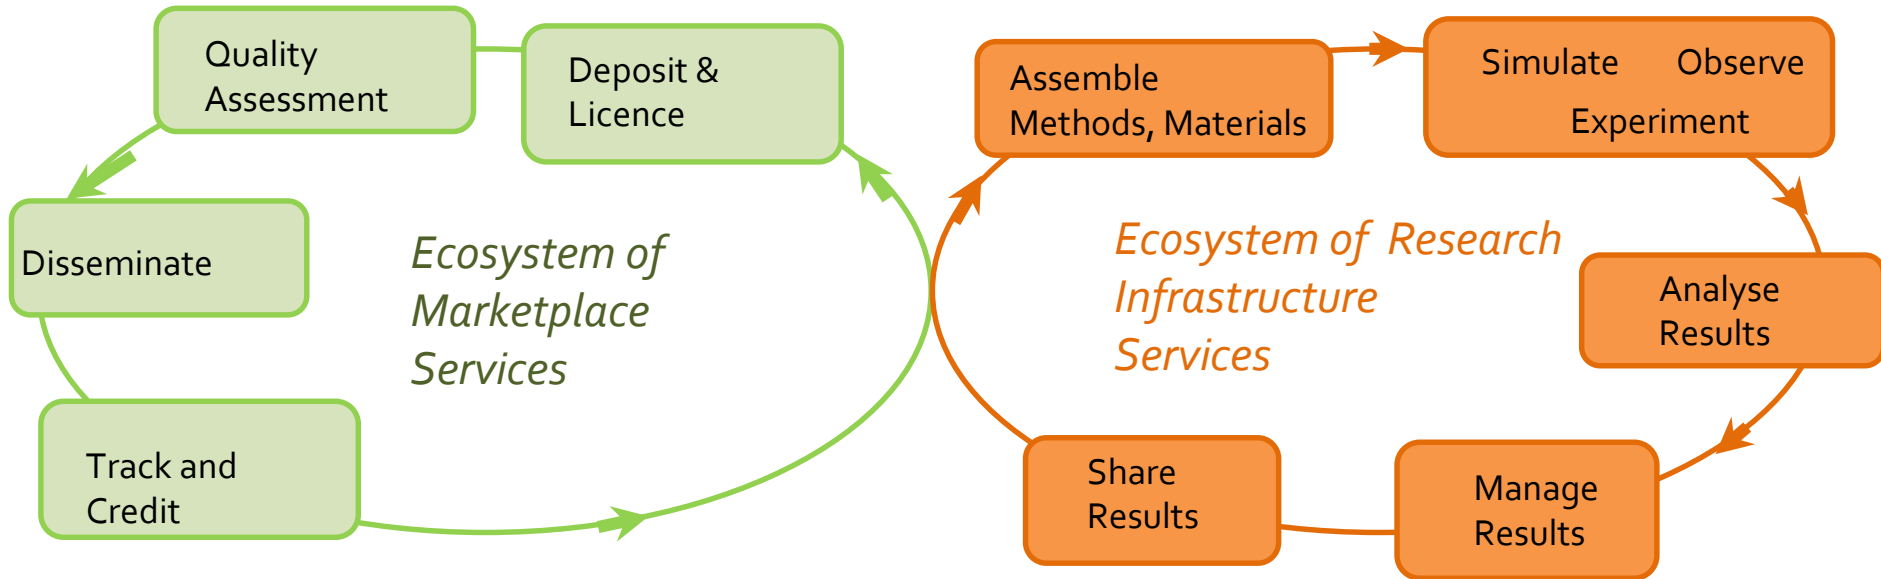 Quality
Assessment
Deposit &
Licence
Disseminate
Ecosystem of
Marketplace
Services
Track and
Credit
Assemble
Methods, Materials
Simulate Observe
Experiment
Ecosystem of Research
Infrastructure
Services
Analyse
Results
Share
Results
Manage
Results